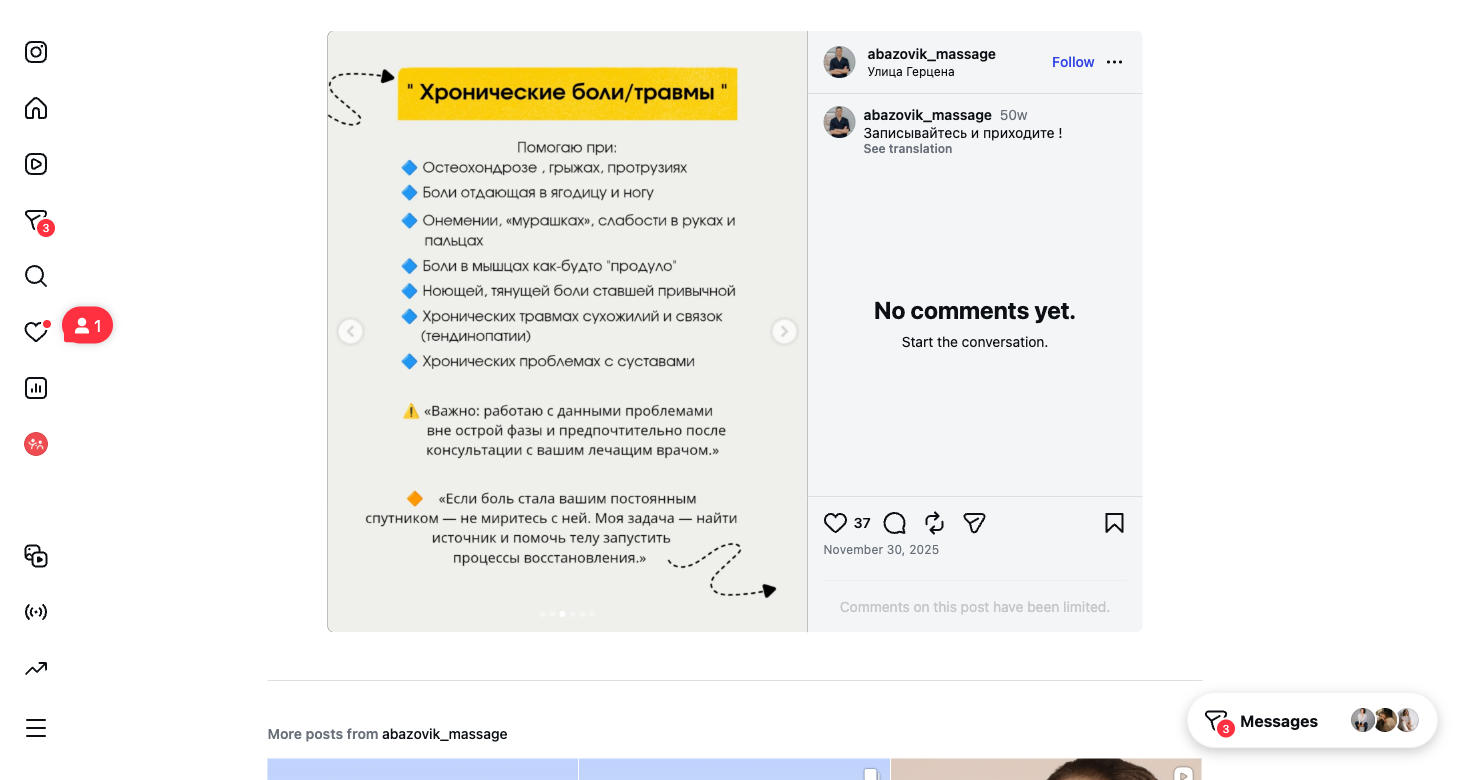 " Хронические боли/травмы "
Помогаю при:
Остеохондрозе , грыжах, протрузиях
Боли отдающая в ягодицу и ногу
Онемении, «мурашках», слабости в руках и
пальцах
Боли в мышцах как-будто "продуло"
Ноющей, тянущей боли ставшей привычной
Хронических травмах сухожилий и связок
(тендинопатии)
Хронических проблемах с суставами
«Важно: работаю с данными проблемами
вне острой фазы и предпочтительно после
консультации с вашим лечащим врачом.»
«Если боль стала вашим постоянным
спутником — не миритесь с ней. Моя задача — найти
источник и помочь телу запустить
процессы восстановления.»
abazovik_massage
Улица Герцена
Follow
abazovik_massage 50w
Записывайтесь и приходите !
See translation
No comments yet.
Start the conversation.
37
November 30, 2025
Comments on this post have been limited.
3
1
More posts from abazovik_massage
3
Messages